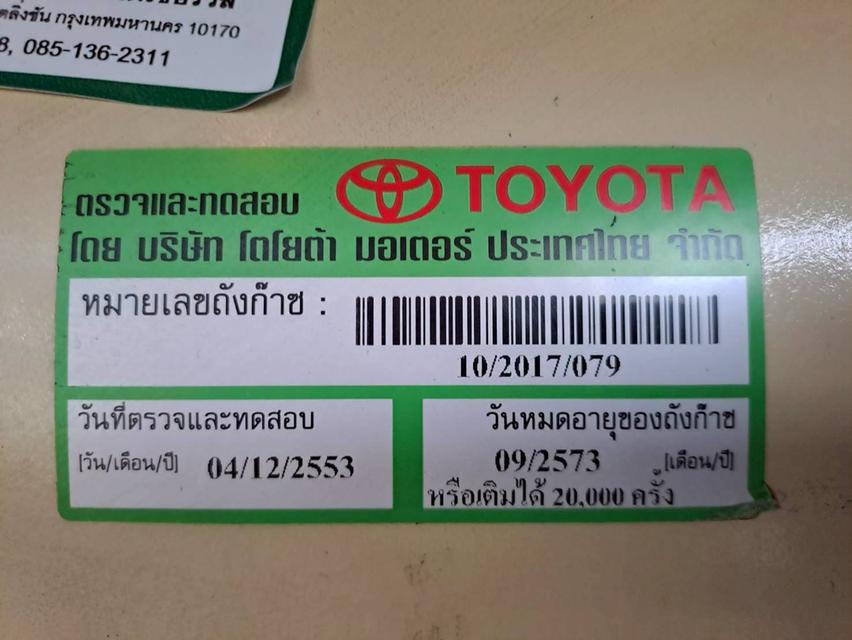 ตลิ่งชัน กรุงเทพมหานคร 10170
8, 085-136-2311
ตรวจและทดสอบ TOYOTA
โดย บริษัท โตโยต้า มอเตอร์ ประเทศไทย จำกัด
หมายเลขถังก๊าซ :
10/2017/079
วันที่ตรวจและทดสอบ
[วัน/เดือน/ปี] 04/12/2553
วันหมดอายุของถังก๊าซ
09/2573 [เดือน/ปี]
หรือเติมได้ 20,000 ครั้ง